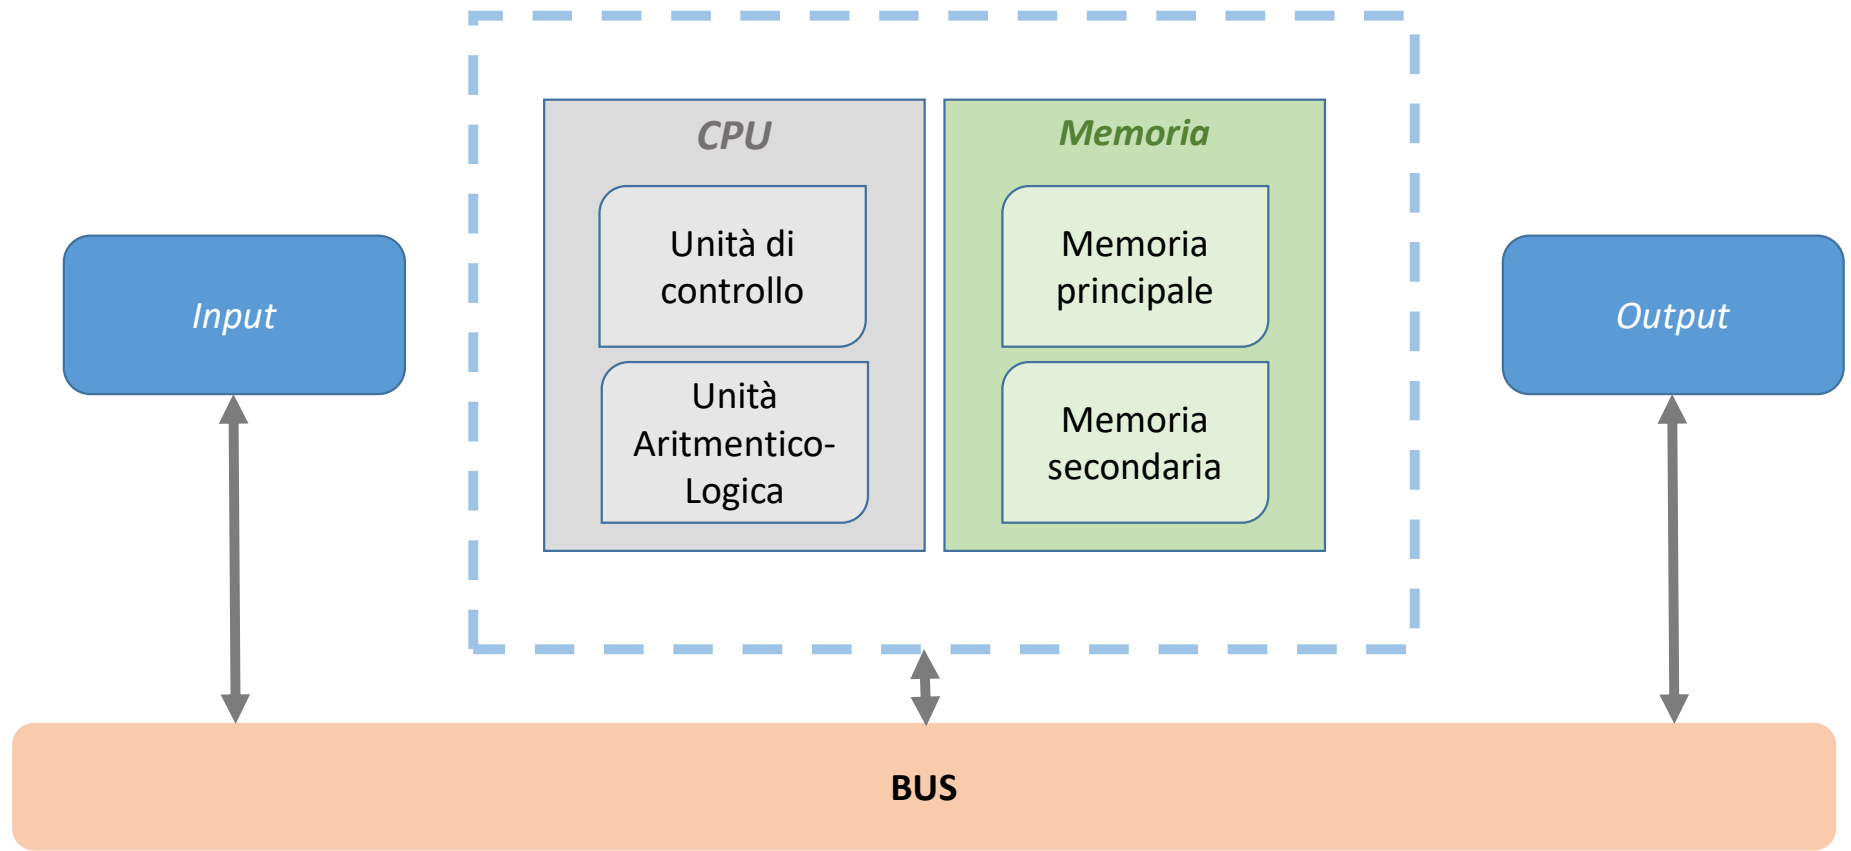 CPU
Memoria
Unità di
controllo
Memoria
principale
Input
Output
Unità
Aritmentico-
Logica
Memoria
secondaria
BUS